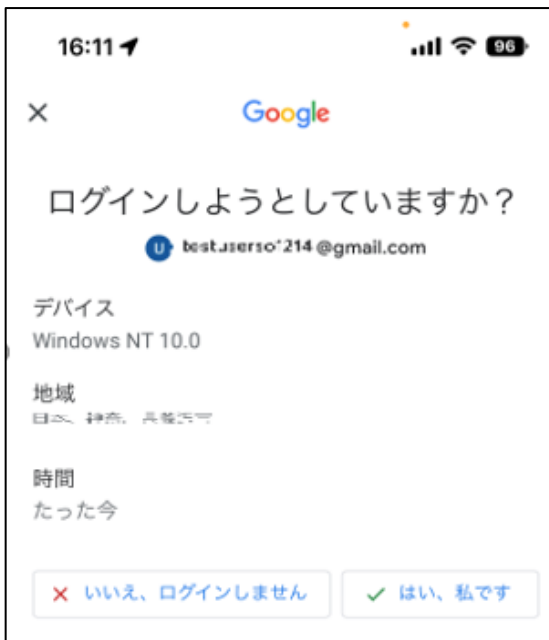 16:11
96
Google
ログインしようとしていますか？
U
@gmail.com
デバイス
Windows NT 10.0
地域
時間
たった今
いいえ、ログインしません
はい、私です